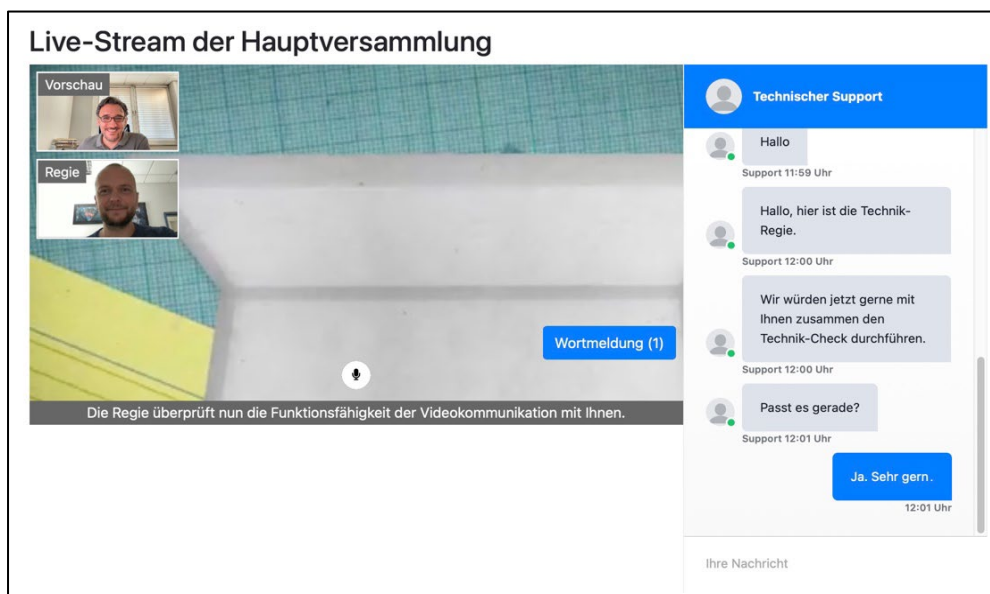 Live-Stream der Hauptversammlung
Vorschau
Regie
Wortmeldung (1)
Die Regie überprüft nun die Funktionsfähigkeit der Videokommunikation mit Ihnen.
Technischer Support
Hallo
Support 11:59 Uhr
Hallo, hier ist die Technik-
Regie.
Support 12:00 Uhr
Wir würden jetzt gerne mit
Ihnen zusammen den
Technik-Check durchführen.
Support 12:00 Uhr
Passt es gerade?
Support 12:01 Uhr
Ja. Sehr gern.
12:01 Uhr
Ihre Nachricht